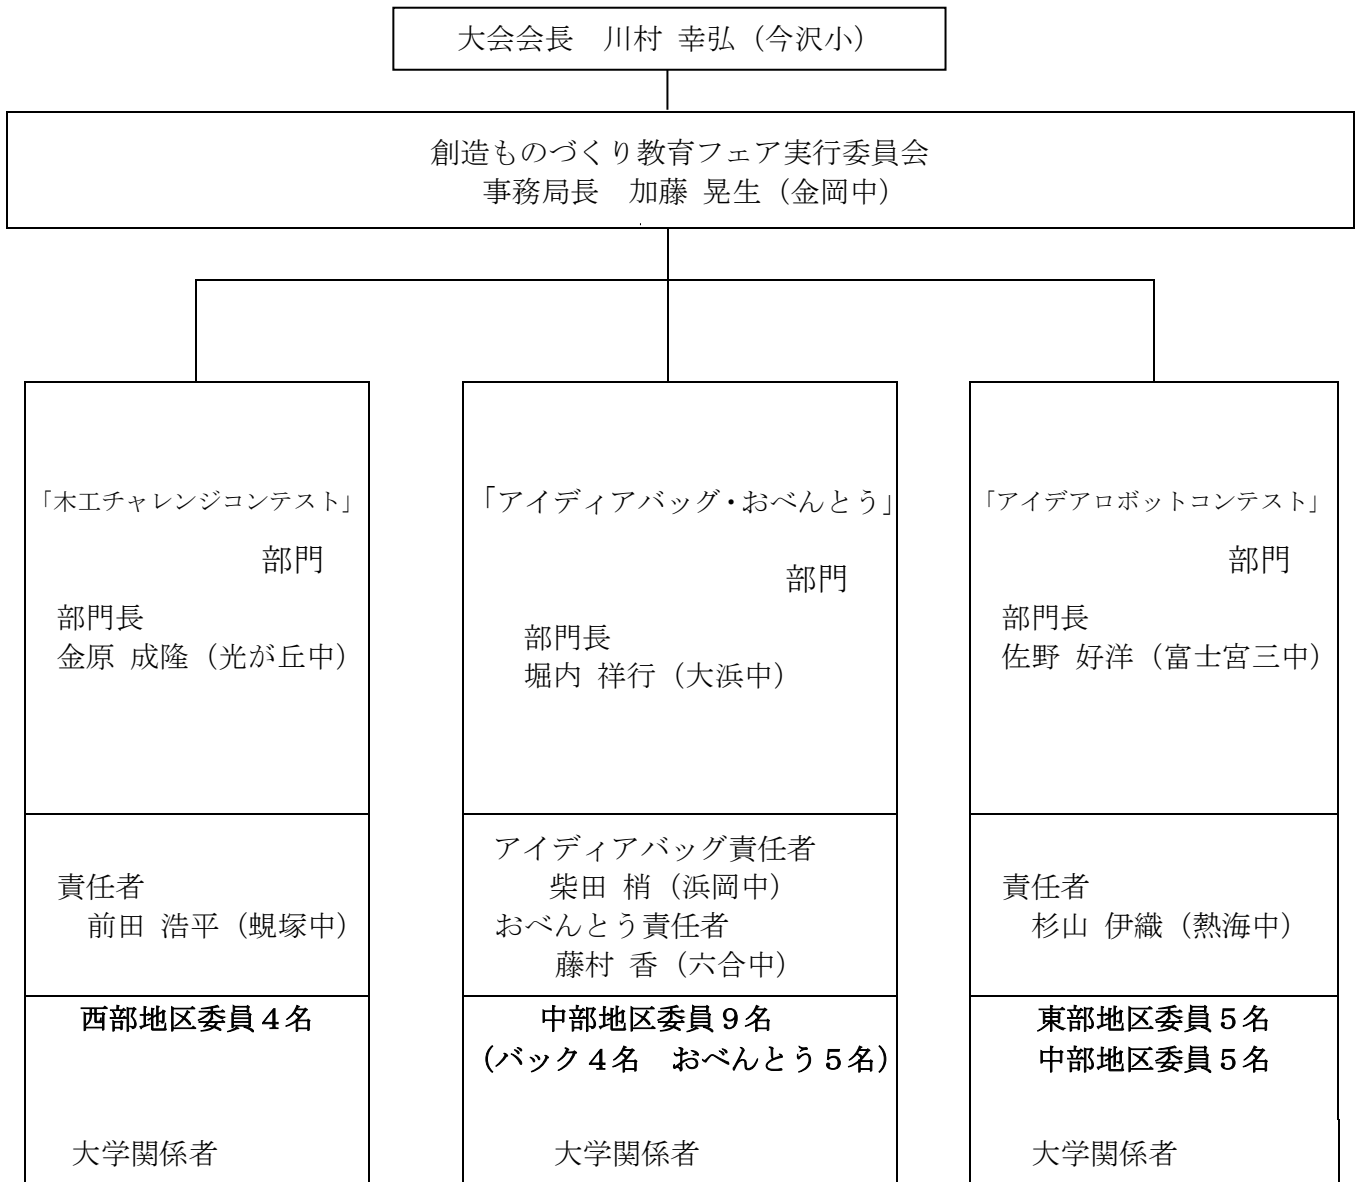 大会会長　川村 幸弘（今沢小）
創造ものづくり教育フェア実行委員会
事務局長　加藤 晃生（金岡中）
「木工チャレンジコンテスト」
部門
部門長
金原 成隆（光が丘中）
責任者
前田 浩平（蜆塚中）
西部地区委員４名
大学関係者
「アイディアバッグ・おべんとう」
部門
部門長
堀内 祥行（大浜中）
アイディアバッグ責任者
柴田 梢（浜岡中）
おべんとう責任者
藤村 香（六合中）
中部地区委員９名
（バック４名　おべんとう５名）
大学関係者
「アイデアロボットコンテスト」
部門
部門長
佐野 好洋（富士宮三中）
責任者
杉山 伊織（熱海中）
東部地区委員５名
中部地区委員５名
大学関係者